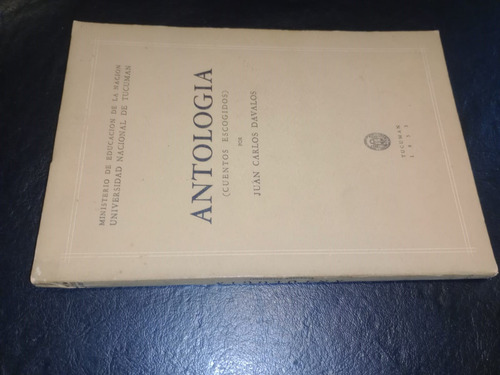 MINISTERIO DE EDUCACION DE LA NACION
UNIVERSIDAD NACIONAL DE TUCUMAN
ANTOLOGIA
(CUENTOS ESCOGIDOS)
POR
JUAN CARLOS DAVALOS
TUCUMAN